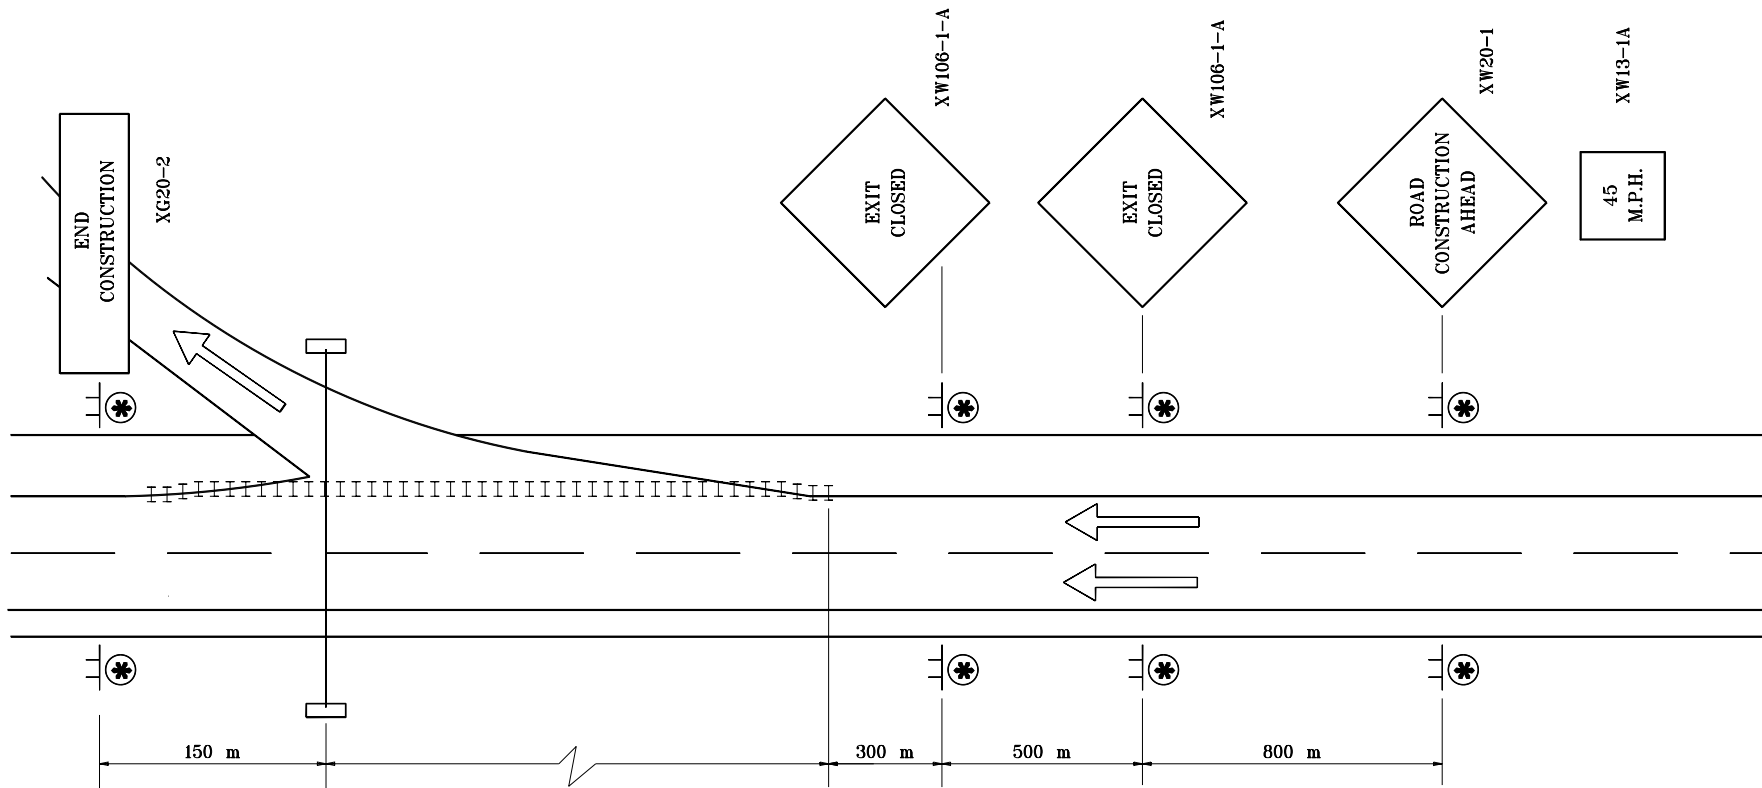 END
CONSTRUCTION
XG20-2
EXIT
CLOSED
XW106-1-A
EXIT
CLOSED
XW106-1-A
ROAD
CONSTRUCTION
AHEAD
XW20-1
45
M.P.H.
XW13-1A
150 m
300 m
500 m
800 m